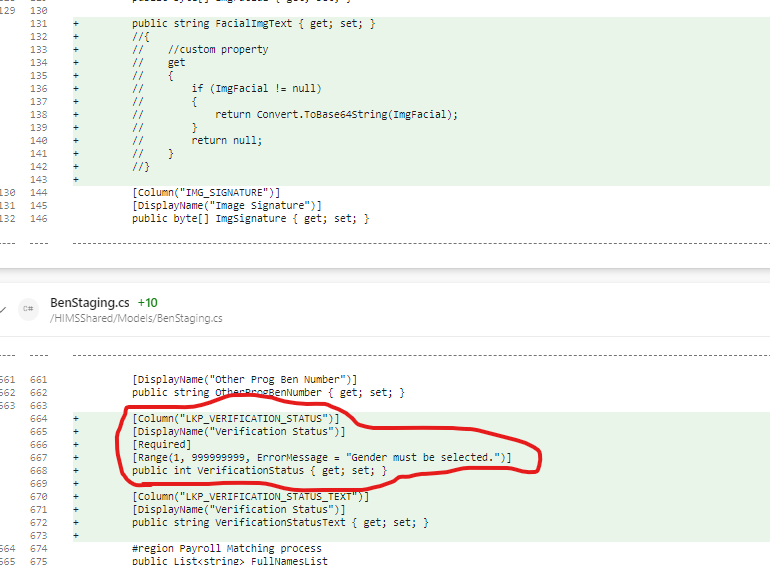 129 130
131 + public string FacialImgText { get; set; }
132 + //{
133 + // //custom property
134 + // get
135 + // {
136 + // if (ImgFacial != null)
137 + // {
138 + // return Convert.ToBase64String(ImgFacial);
139 + // }
140 + // return null;
141 + // }
142 + //}
143 +
130 144 [Column("IMG_SIGNATURE")]
131 145 [DisplayName("Image Signature")]
132 146 public byte[] ImgSignature { get; set; }
C# BenStaging.cs +10
/HIMSShared/Models/BenStaging.cs
661 661 [DisplayName("Other Prog Ben Number")]
662 662 public string OtherProgBenNumber { get; set; }
663 663
664 + [Column("LKP_VERIFICATION_STATUS")]
665 + [DisplayName("Verification Status")]
666 + [Required]
667 + [Range(1, 999999999, ErrorMessage = "Gender must be selected.")]
668 + public int VerificationStatus { get; set; }
669 +
670 + [Column("LKP_VERIFICATION_STATUS_TEXT")]
671 + [DisplayName("Verification Status")]
672 + public string VerificationStatusText { get; set; }
673 +
664 674 #region Payroll Matching process
665 675 public List<string> FullNamesList